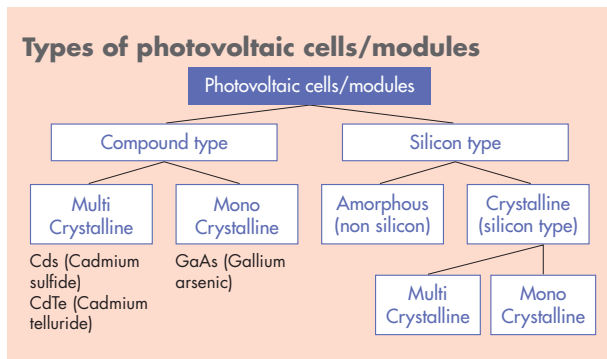 Types of photovoltaic cells/modules
Photovoltaic cells/modules
Compound type
Silicon type
Multi
Crystalline
Mono
Crystalline
Amorphous
(non silicon)
Crystalline
(silicon type)
Cds (Cadmium
sulfide)
CdTe (Cadmium
telluride)
GaAs (Gallium
arsenic)
Multi
Crystalline
Mono
Crystalline